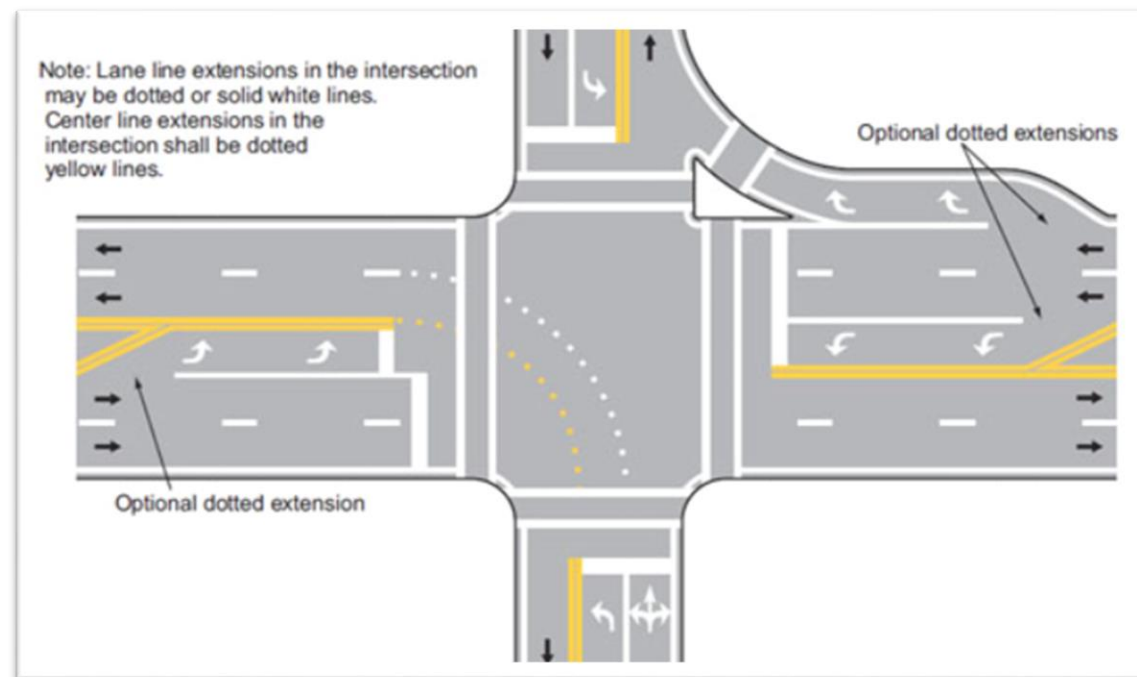 Note: Lane line extensions in the intersection
may be dotted or solid white lines.
Center line extensions in the
intersection shall be dotted
yellow lines.
Optional dotted extensions
Optional dotted extension